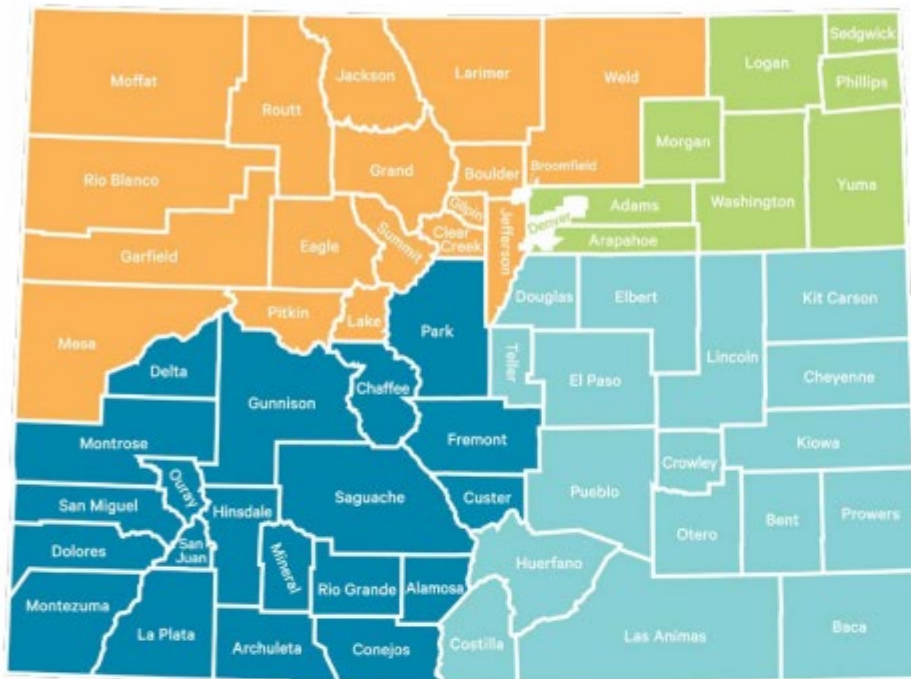 Sedgwick
Logan
Phillips
Moffat
Jackson
Larimer
Weld
Routt
Morgan
Grand
Boulder
Broomfield
Rio Blanco
Yuma
Washington
Gilpin
Adams
Denver
Jefferson
Clear
Creek
Summit
Eagle
Arapahoe
Garfield
Douglas
Elbert
Kit Carson
Pitkin
Lake
Park
Mesa
Lincoln
Teller
Delta
El Paso
Cheyenne
Chaffee
Gunnison
Montrose
Fremont
Kiowa
Crowley
Ouray
Pueblo
Saguache
Custer
San Miguel
Hinsdale
Prowers
Bent
Otero
Dolores
San
Juan
Mineral
Huerfano
Rio Grande
Alamosa
Montezuma
Baca
La Plata
Las Animas
Costilla
Archuleta
Conejos